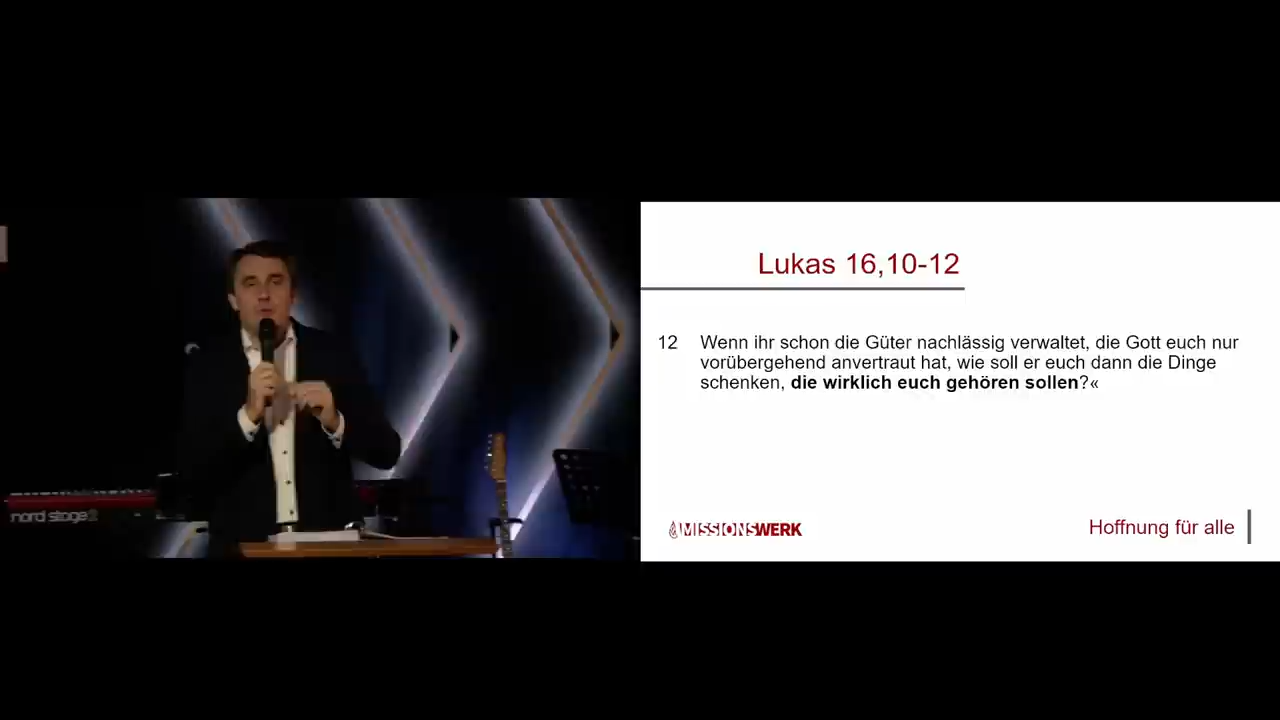 Lukas 16,10-12
12 Wenn ihr schon die Güter nachlässig verwaltet, die Gott euch nur
vorübergehend anvertraut hat, wie soll er euch dann die Dinge
schenken, die wirklich euch gehören sollen?«
nord stage2
MISSIONSWERK
Hoffnung für alle